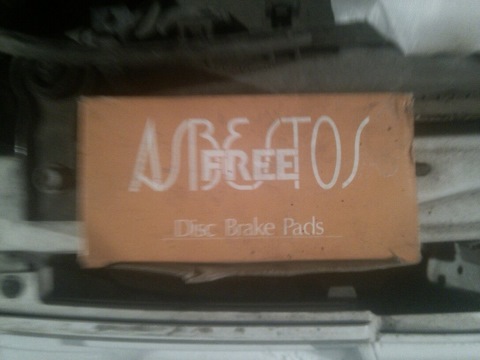 ASBESTOS
FREE
Disc Brake Pads